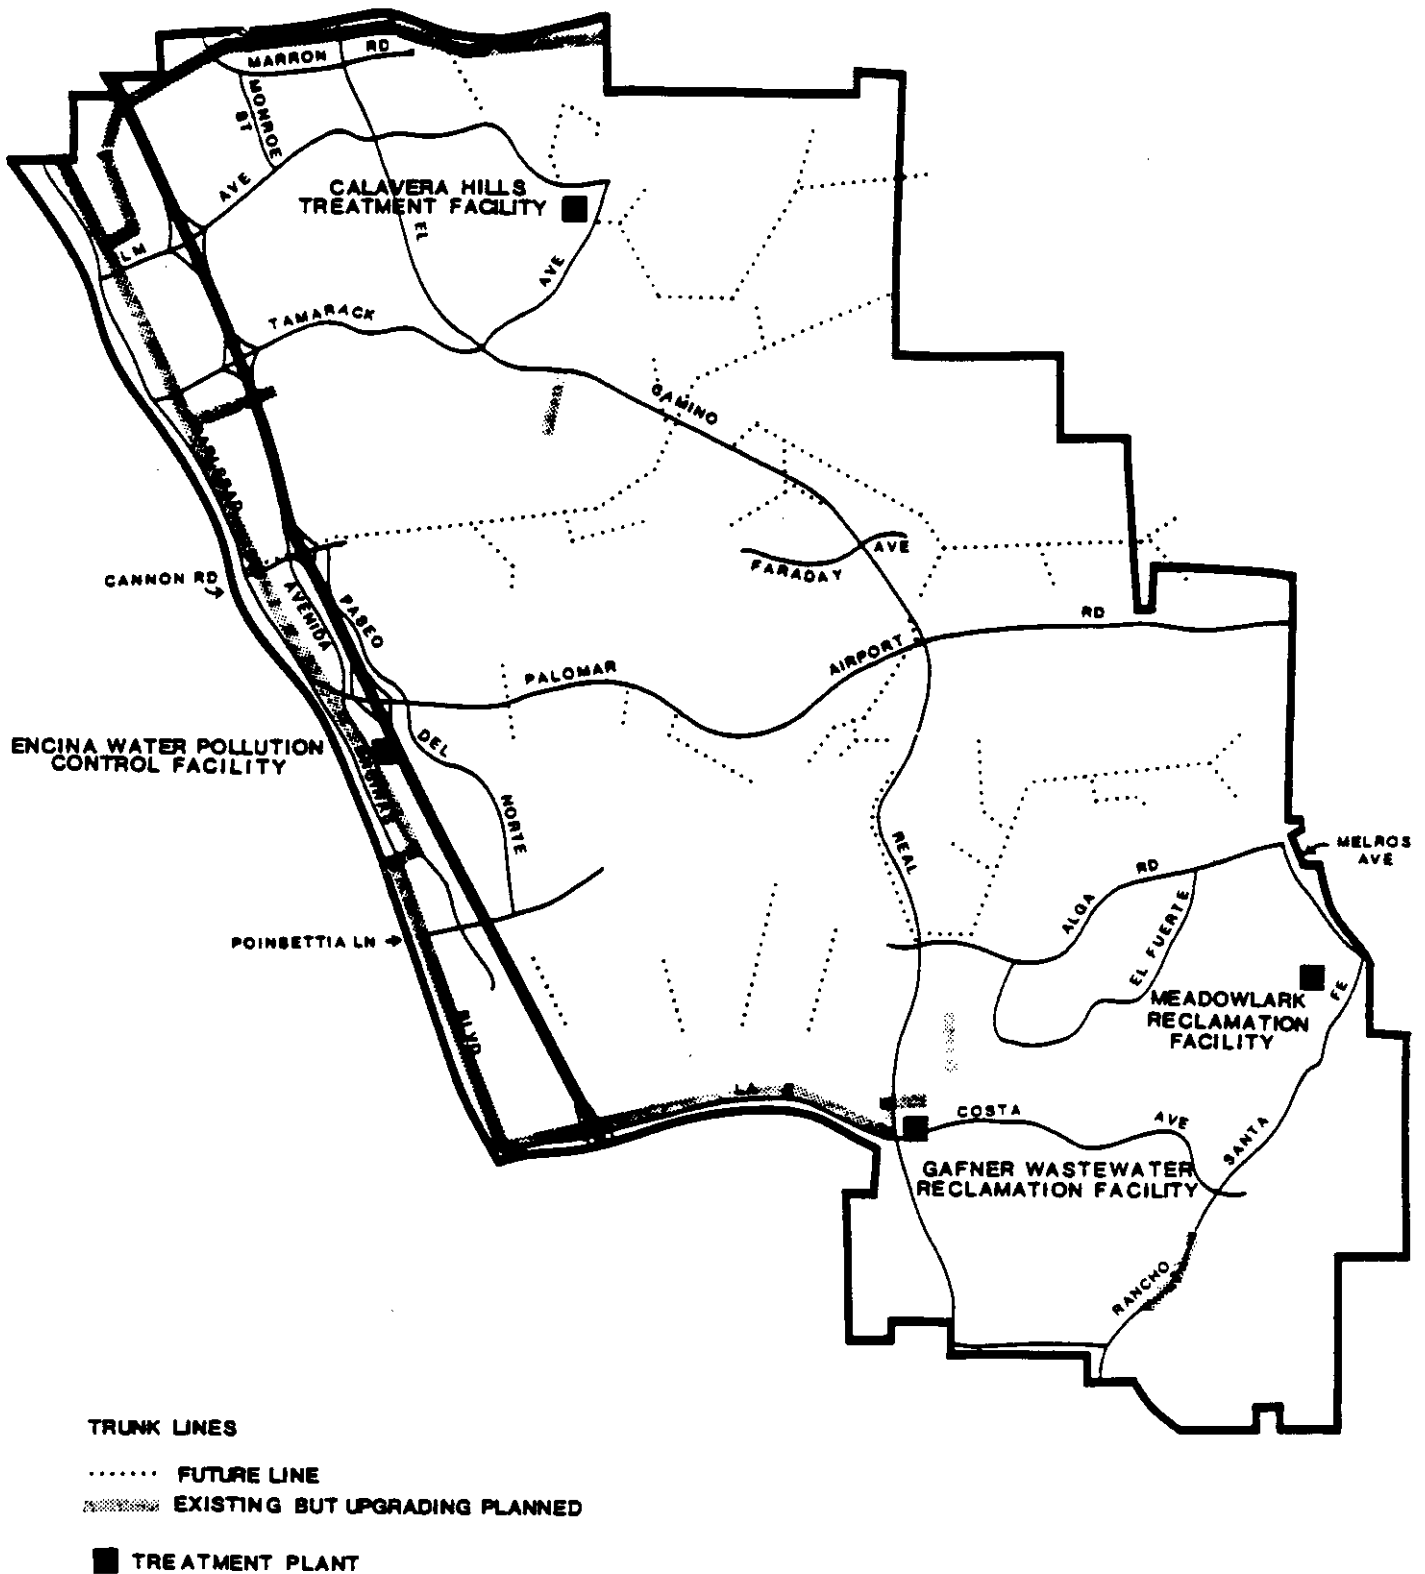 MARRON RD
MONROE
ST
AVE
CALAVERA HILLS
TREATMENT FACILITY
EL
AVE
LM
TAMARACK
CAMINO
CARLSBAD
CANNON RD
AVENIDA
PASEO
FARADAY AVE
RD
AIRPORT
PALOMAR
ENCINA WATER POLLUTION
CONTROL FACILITY
ENCINAS
DEL
NORTE
REAL
MELROS
AVE
ALGA RD
EL FUERTE
POINSETTIA LN
MEADOWLARK
RECLAMATION
FACILITY
FE
BLVD
LA
COSTA
AVE
SANTA
GAFNER WASTEWATER
RECLAMATION FACILITY
RANCHO
TRUNK LINES
FUTURE LINE
EXISTING BUT UPGRADING PLANNED
TREATMENT PLANT